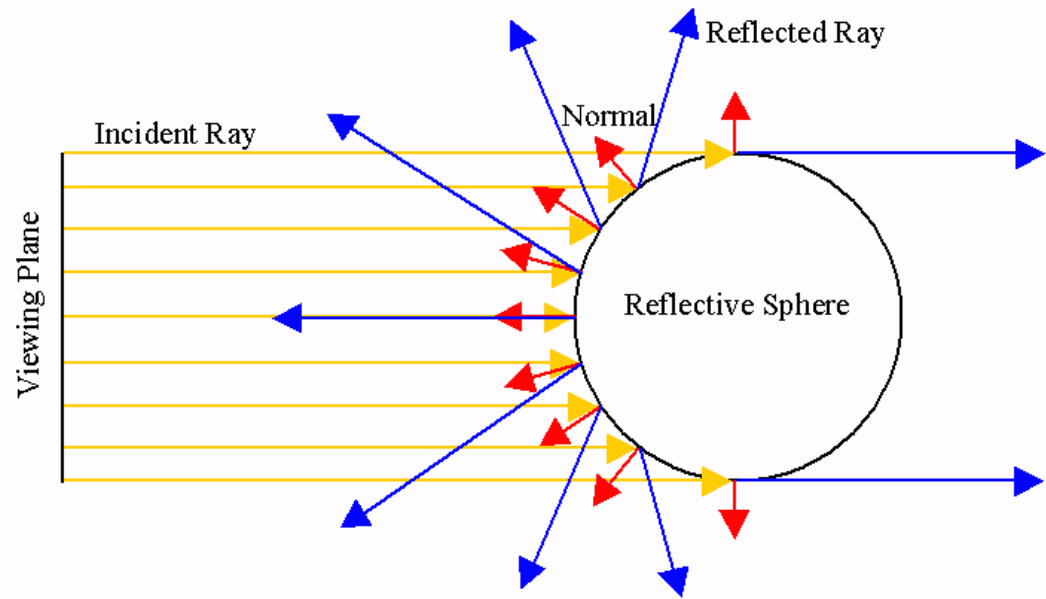 Reflected Ray
Normal
Incident Ray
Viewing Plane
Reflective Sphere